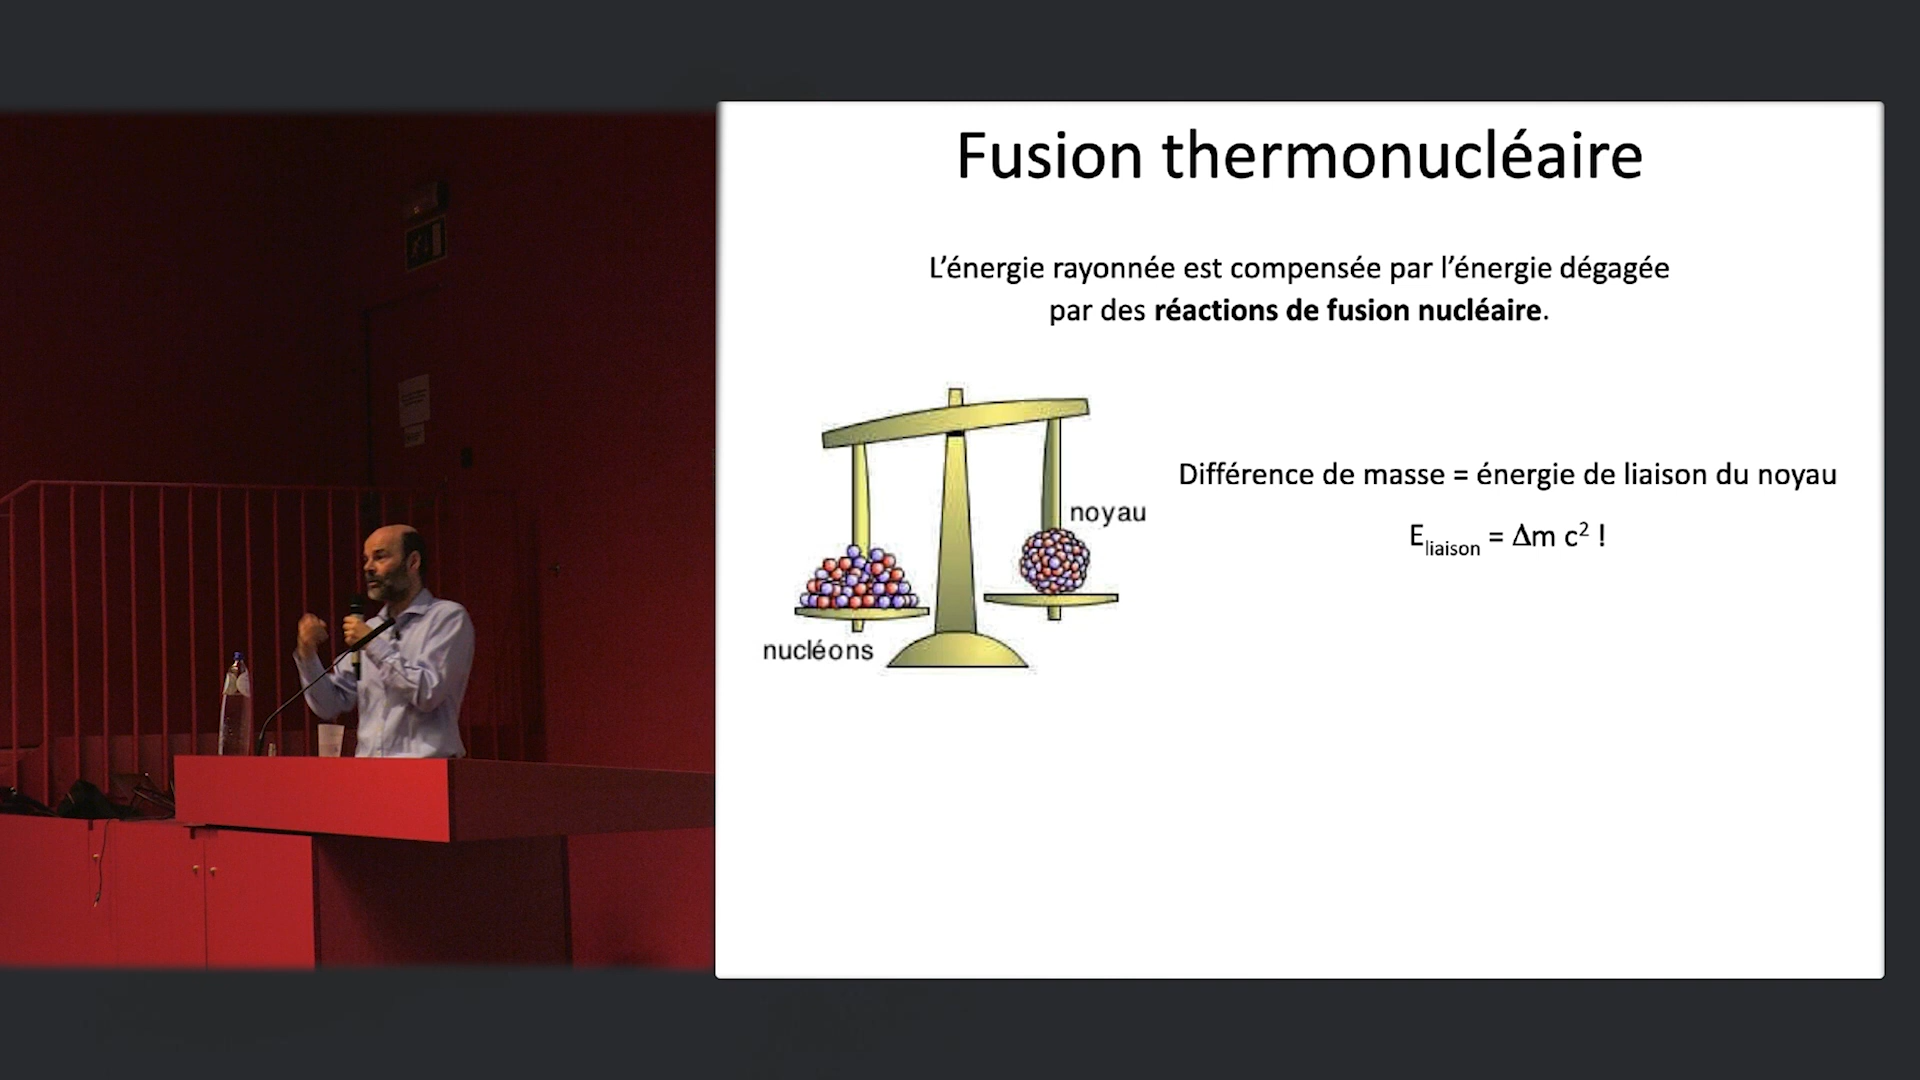 Fusion thermonucléaire
L’énergie rayonnée est compensée par l’énergie dégagée
par des réactions de fusion nucléaire.
noyau
nucléons
Différence de masse = énergie de liaison du noyau
E_liaison = Δm c² !